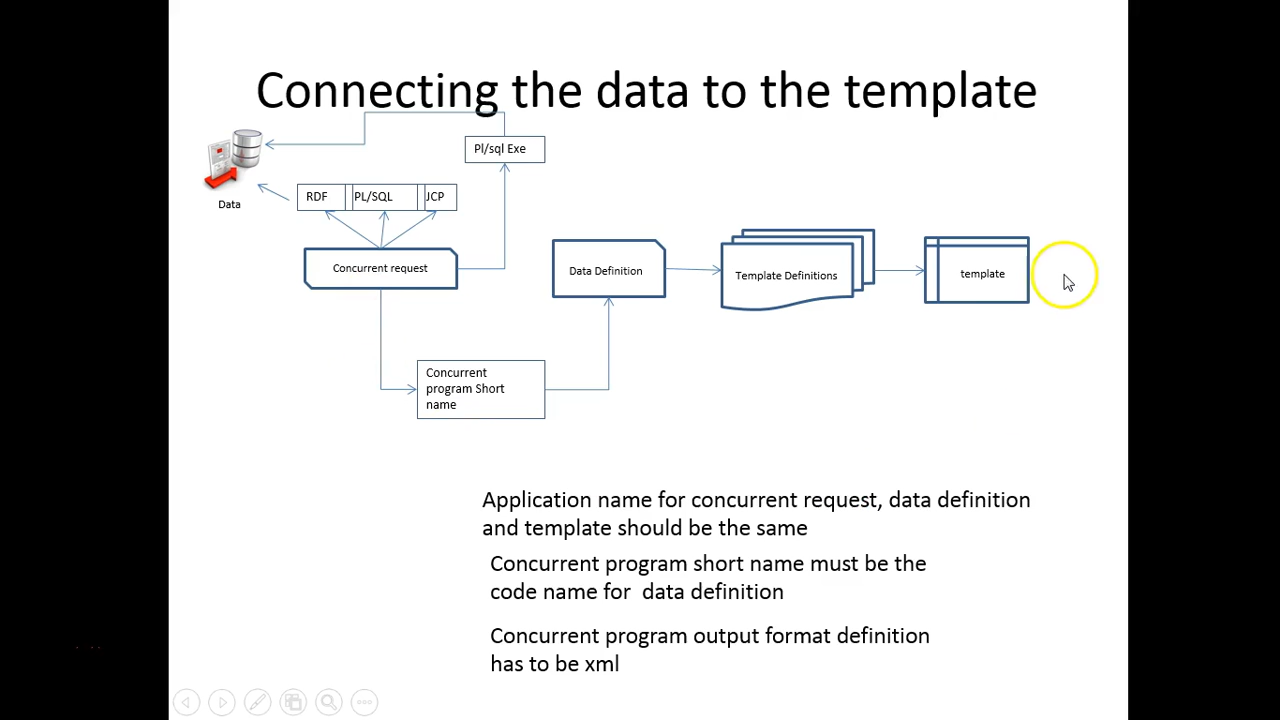 Connecting the data to the template
Pl/sql Exe
RDF
PL/SQL
JCP
Data
Concurrent request
Data Definition
Template Definitions
template
Concurrent
program Short
name
Application name for concurrent request, data definition
and template should be the same
Concurrent program short name must be the
code name for  data definition
Concurrent program output format definition
has to be xml